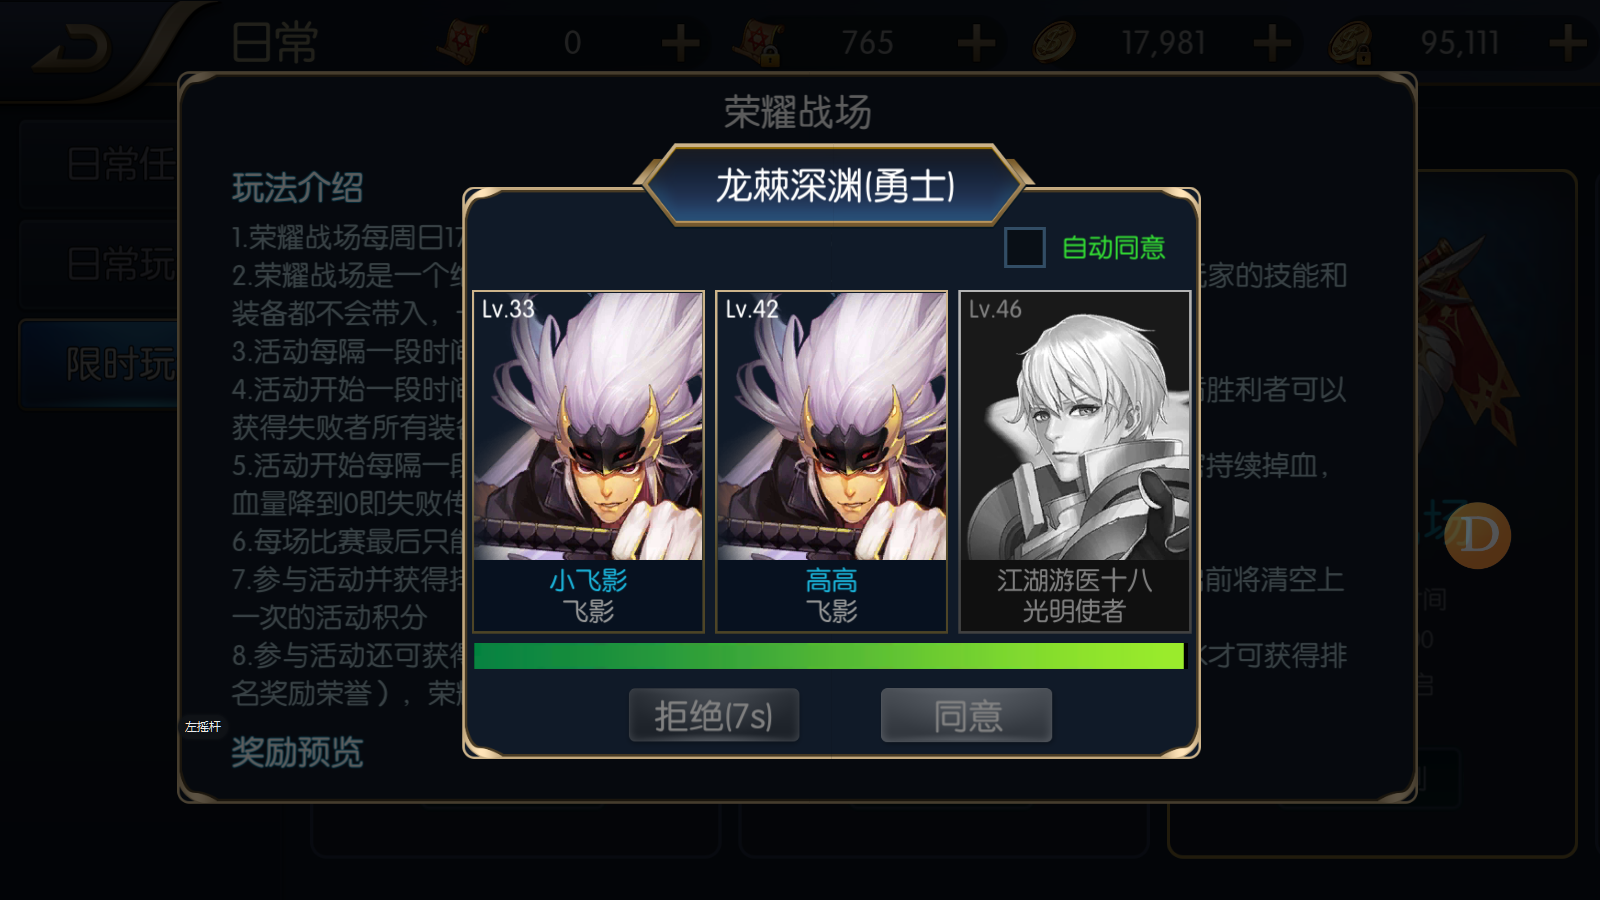 日常
0
765
17,981
95,111
荣耀战场
龙棘深渊(勇士)
自动同意
日常任
日常玩
限时玩
玩法介绍
1.荣耀战场每周日17
2.荣耀战场是一个
家的技能和
装备都不会带入，
3.活动每隔一段时间
4.活动开始一段时间
胜利者可以
获得失败者所有装备
5.活动开始每隔一段
持续掉血，
血量降到0即失败传
6.每场比赛最后只能
7.参与活动并获得
前将清空上
一次的活动积分
8.参与活动还可获得
才可获得排
名奖励荣誉），荣耀
奖励预览
Lv.33
Lv.42
Lv.46
小飞影
高高
江湖游医十八
飞影
飞影
光明使者
拒绝(7s)
同意
左摇杆
场
D
间